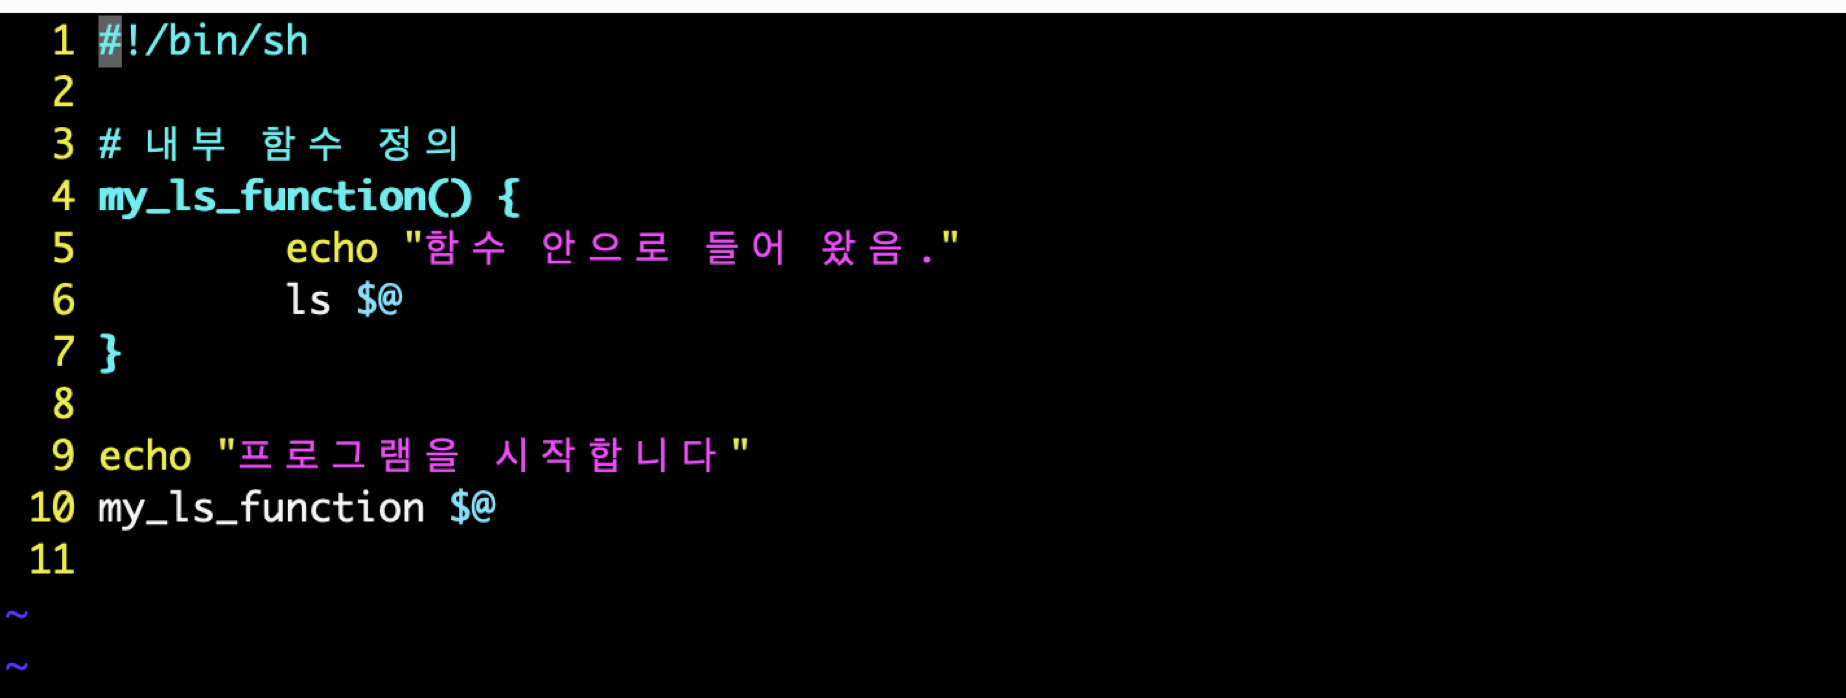 1 #!/bin/sh
2
3 # 내부 함수 정의
4 my_ls_function() {
5         echo "함수 안으로 들어 왔음."
6         ls $@
7 }
8
9 echo "프로그램을 시작합니다"
10 my_ls_function $@
11
~
~